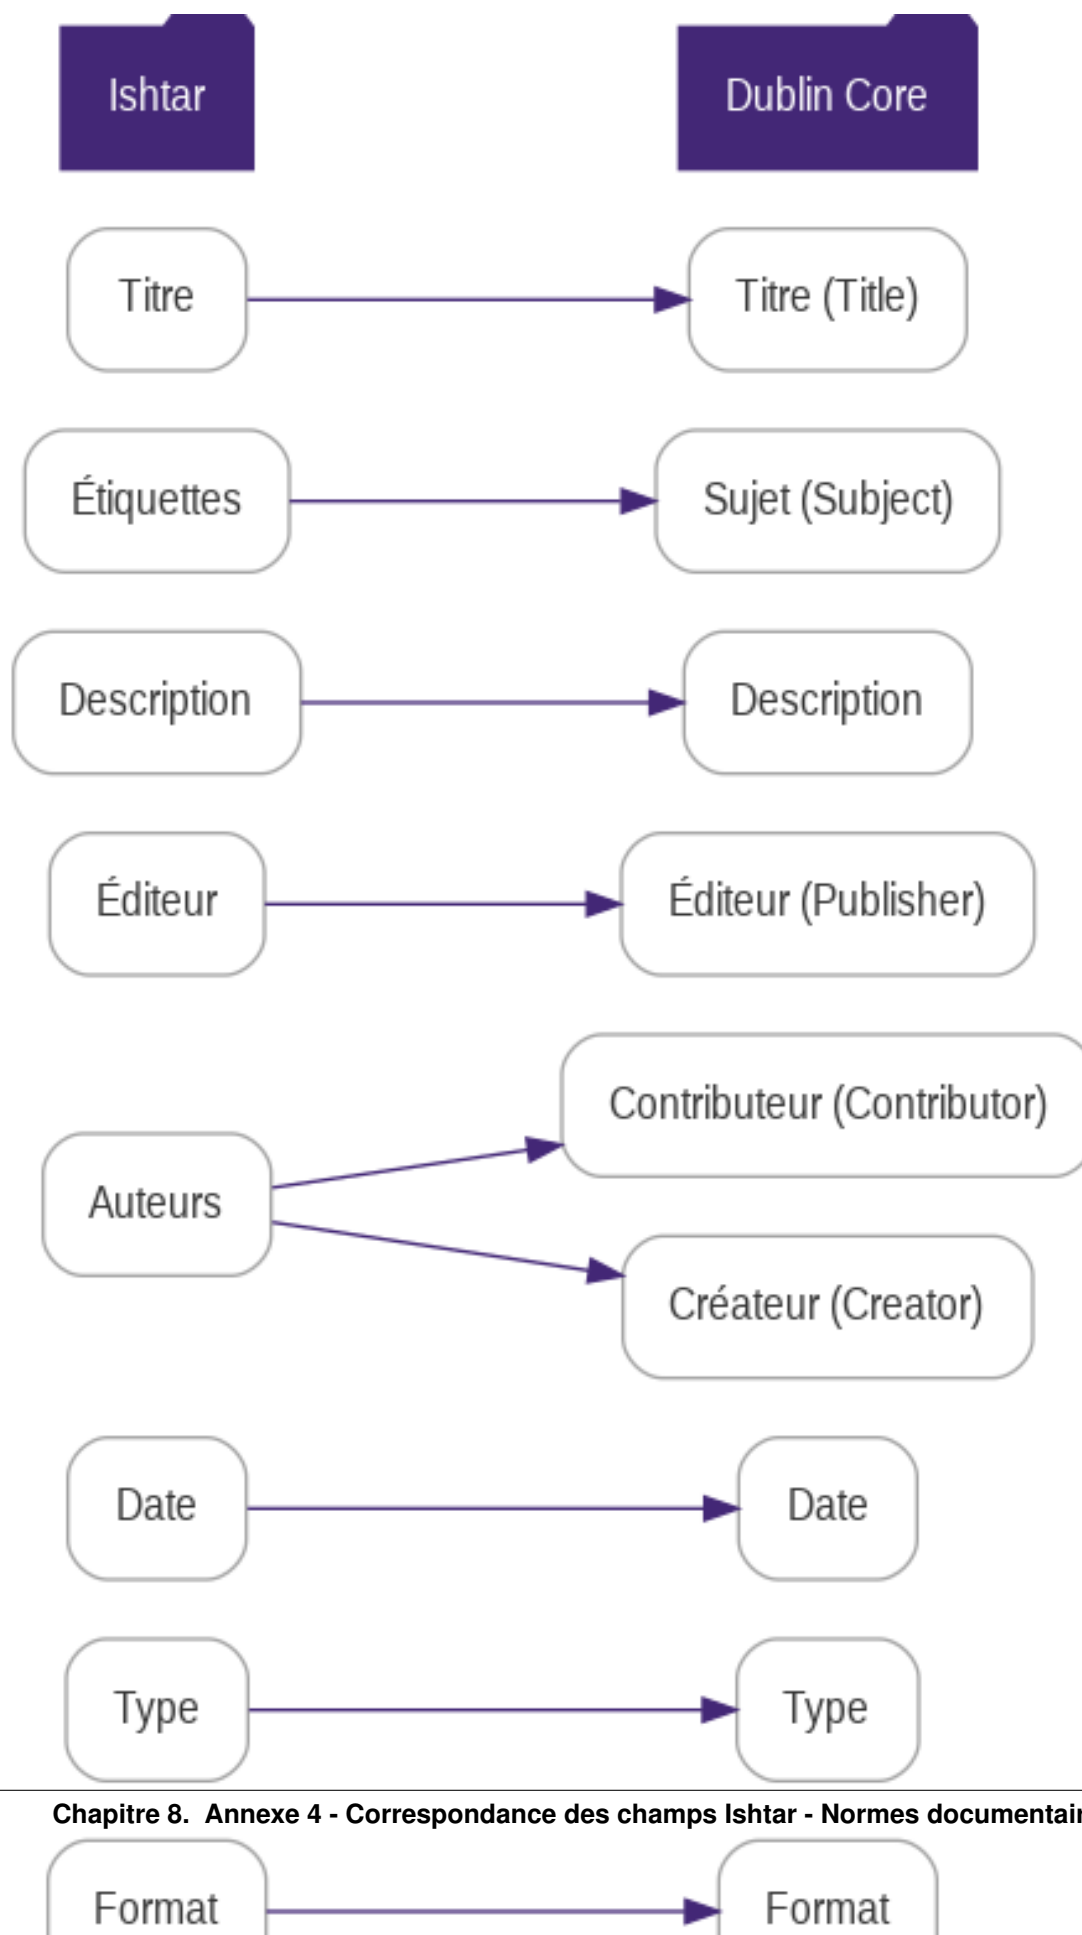 Ishtar Dublin Core
Titre Titre (Title)
Étiquettes Sujet (Subject)
Description Description
Éditeur Éditeur (Publisher)
Contributeur (Contributor)
Auteurs
Créateur (Creator)
Date Date
Type Type
Chapitre 8. Annexe 4 - Correspondance des champs Ishtar - Normes
Format Format